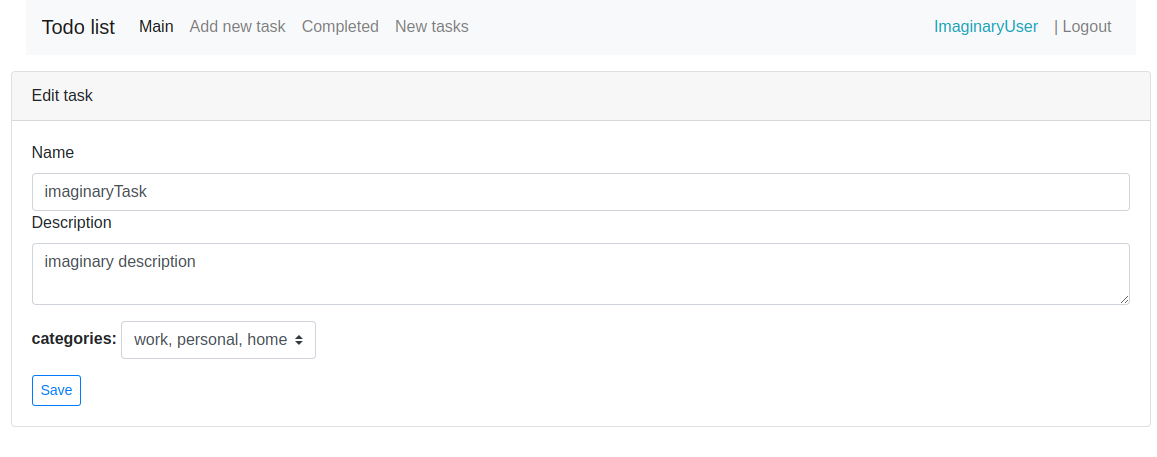 Todo list Main Add new task Completed New tasks ImaginaryUser | Logout
Edit task
Name
imaginaryTask
Description
imaginary description
categories: work, personal, home
Save